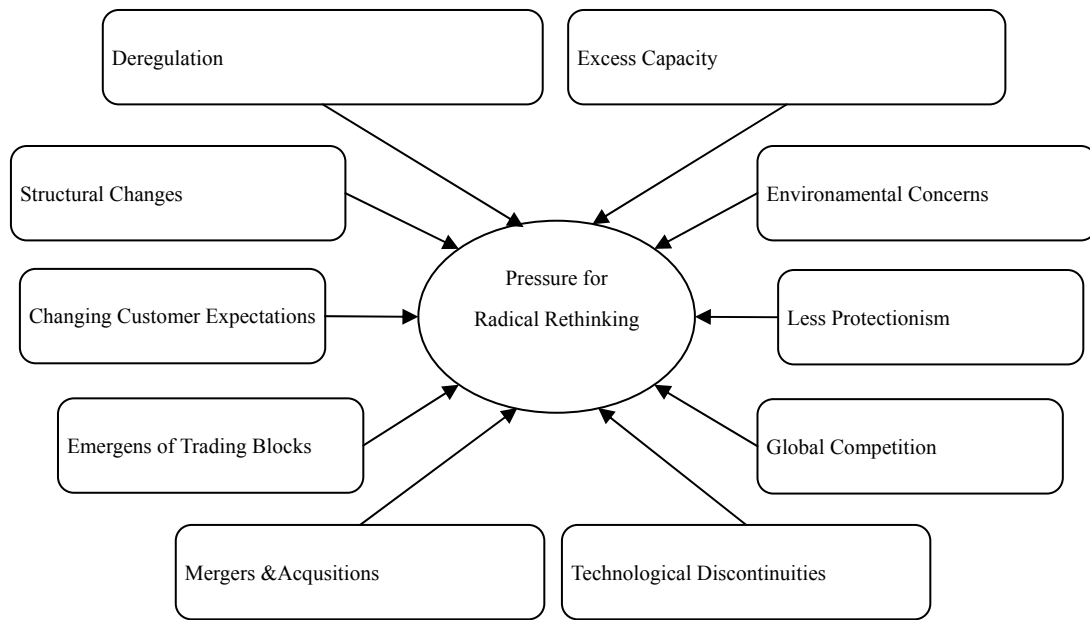 Deregulation
Excess Capacity
Structural Changes
Environamental Concerns
Pressure for
Radical Rethinking
Changing Customer Expectations
Less Protectionism
Emergens of Trading Blocks
Global Competition
Mergers &Acqusitions
Technological Discontinuities